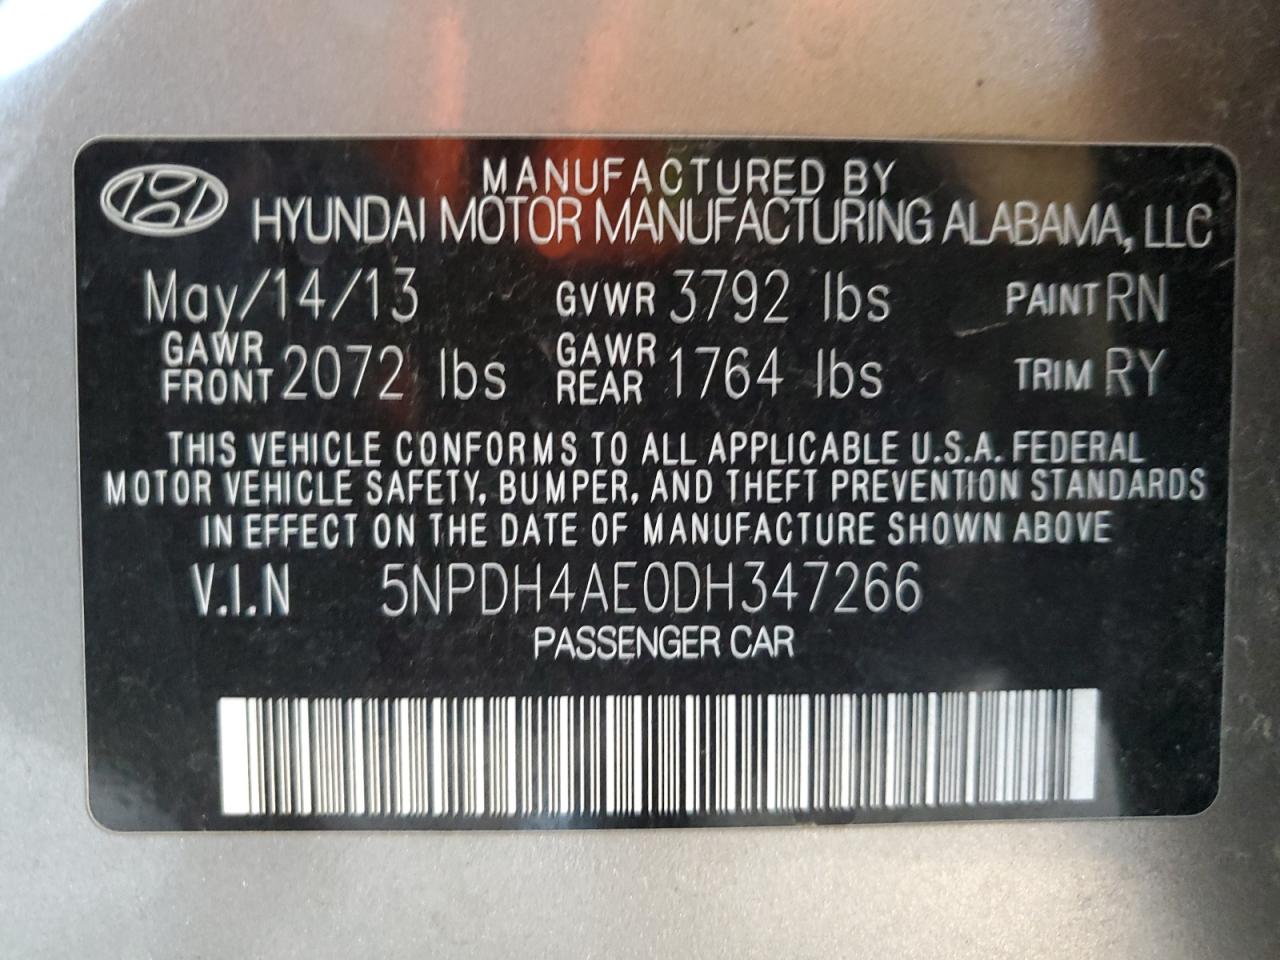 MANUFACTURED BY
HYUNDAI MOTOR MANUFACTURING ALABAMA, LLC
May/14/13 GVWR 3792 lbs PAINT RN
GAWR FRONT 2072 lbs GAWR REAR 1764 lbs TRIM RY
THIS VEHICLE CONFORMS TO ALL APPLICABLE U.S.A. FEDERAL
MOTOR VEHICLE SAFETY, BUMPER, AND THEFT PREVENTION STANDARDS
IN EFFECT ON THE DATE OF MANUFACTURE SHOWN ABOVE
V.I.N 5NPDH4AE0DH347266
PASSENGER CAR